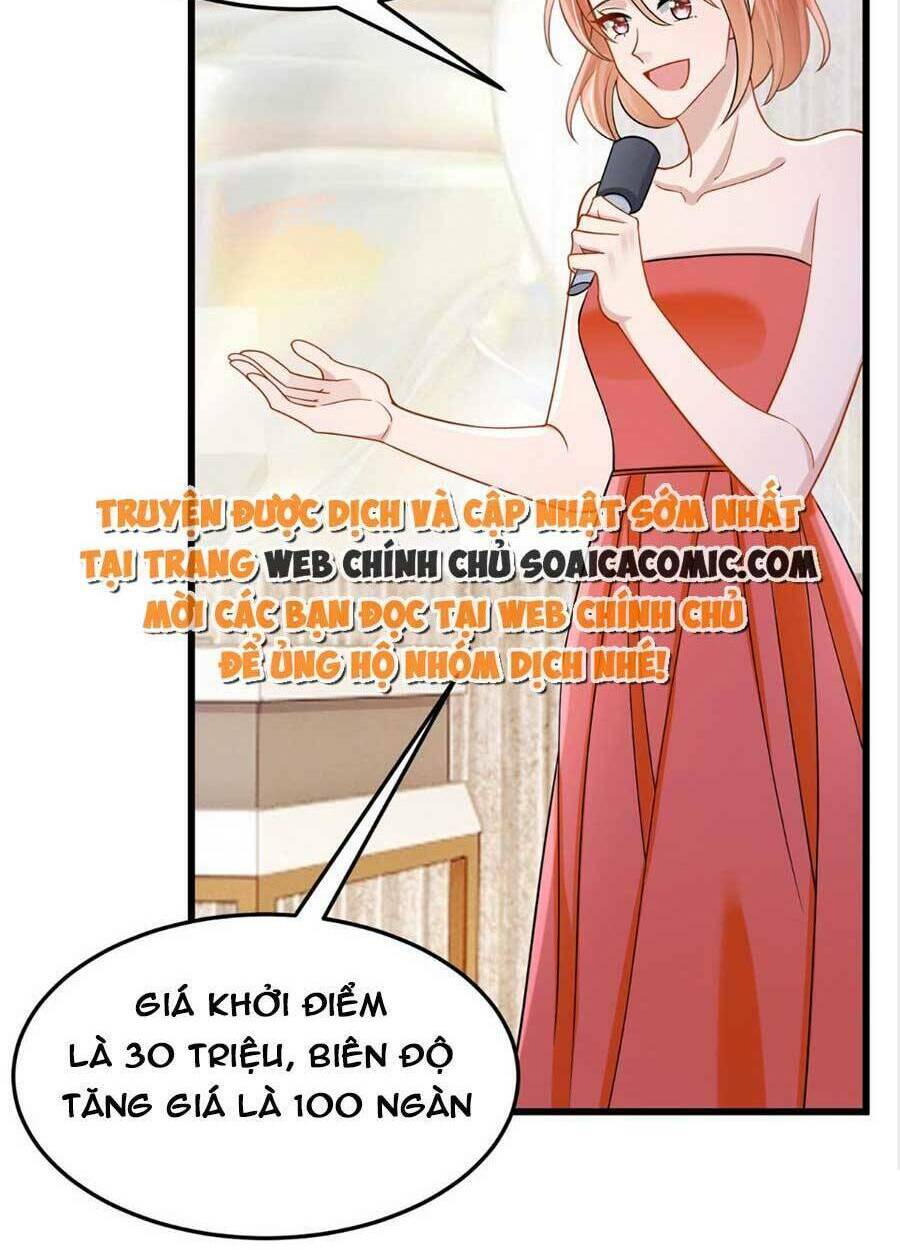 TRUYỆN ĐƯỢC DỊCH VÀ CẬP NHẬT SỚM NHẤT
TẠI TRANG WEB CHÍNH CHỦ SOAICACOMIC.COM
MỜI CÁC BẠN ĐỌC TẠI WEB CHÍNH CHỦ
ĐỂ ỦNG HỘ NHÓM DỊCH NHÉ!
GIÁ KHỞI ĐIỂM
LÀ 30 TRIỆU, BIÊN ĐỘ
TĂNG GIÁ LÀ 100 NGÀN